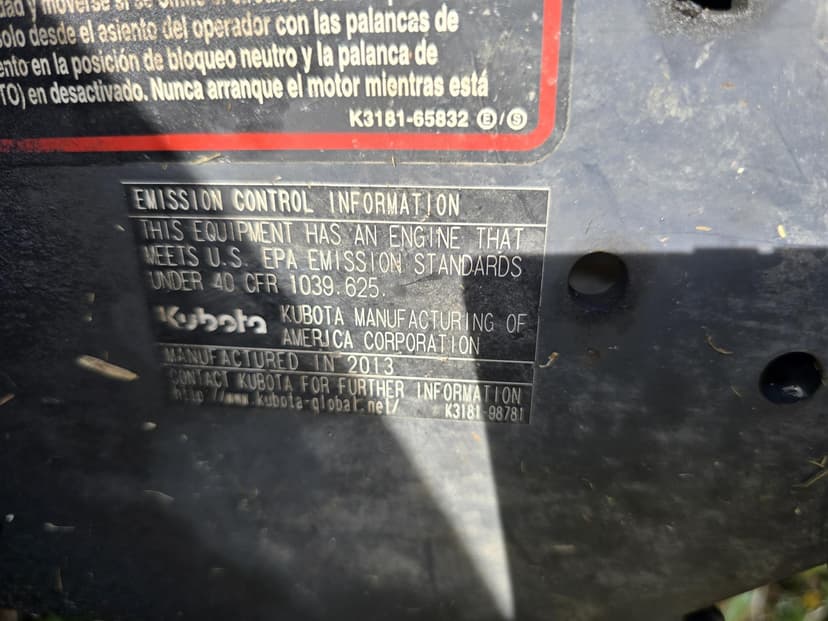 y moverse si se
solo desde el asiento del operador con las palancas de
en la posición de bloqueo neutro y la palanca de
en desactivado. Nunca arranque el motor mientras está
K3181-65832 Ⓔ/Ⓢ
EMISSION CONTROL INFORMATION
THIS EQUIPMENT HAS AN ENGINE THAT
MEETS U.S. EPA EMISSION STANDARDS
UNDER 40 CFR 1039.625.
Kubota KUBOTA MANUFACTURING OF
AMERICA CORPORATION
MANUFACTURED IN 2013
CONTACT KUBOTA FOR FURTHER INFORMATION
http://www.kubota-global.net/ K3181-98781